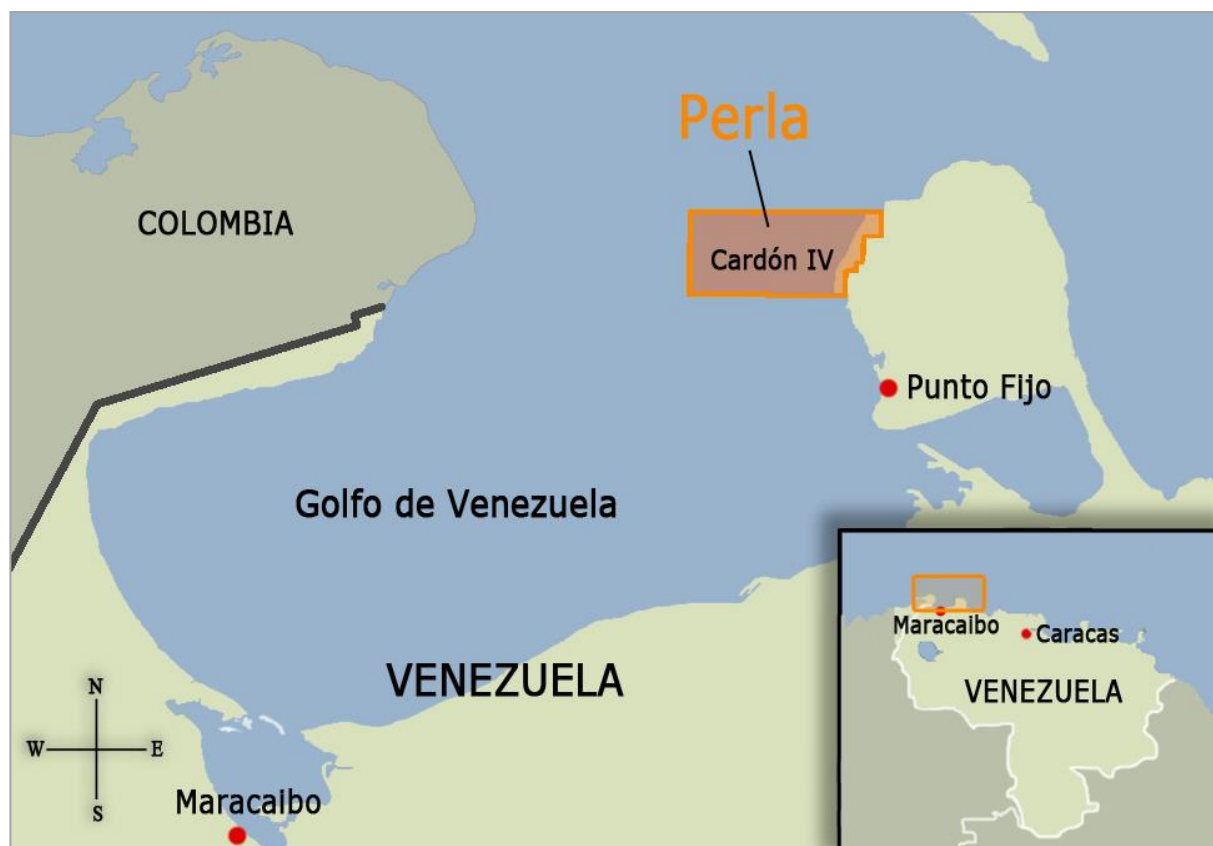 Perla
COLOMBIA
Cardón IV
Punto Fijo
Golfo de Venezuela
VENEZUELA
N
W
E
S
Maracaibo
Maracaibo
Caracas
VENEZUELA